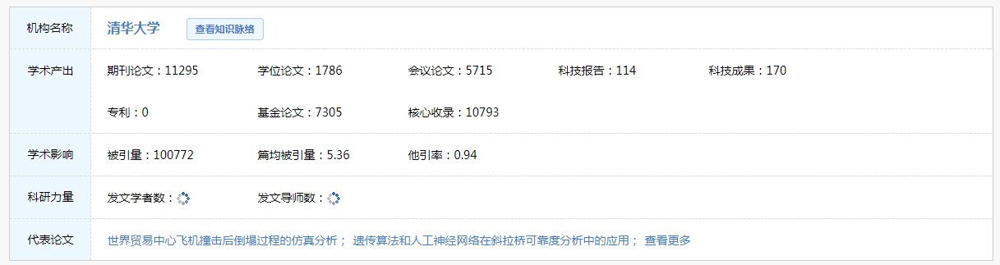 机构名称 清华大学 查看知识脉络
学术产出 期刊论文：11295 学位论文：1786 会议论文：5715 科技报告：114 科技成果：170
专利：0 基金论文：7305 核心收录：10793
学术影响 被引量：100772 篇均被引量：5.36 他引率：0.94
科研力量 发文学者数： 发文导师数：
代表论文 世界贸易中心飞机撞击后倒塌过程的仿真分析； 遗传算法和人工神经网络在斜拉桥可靠度分析中的应用； 查看更多